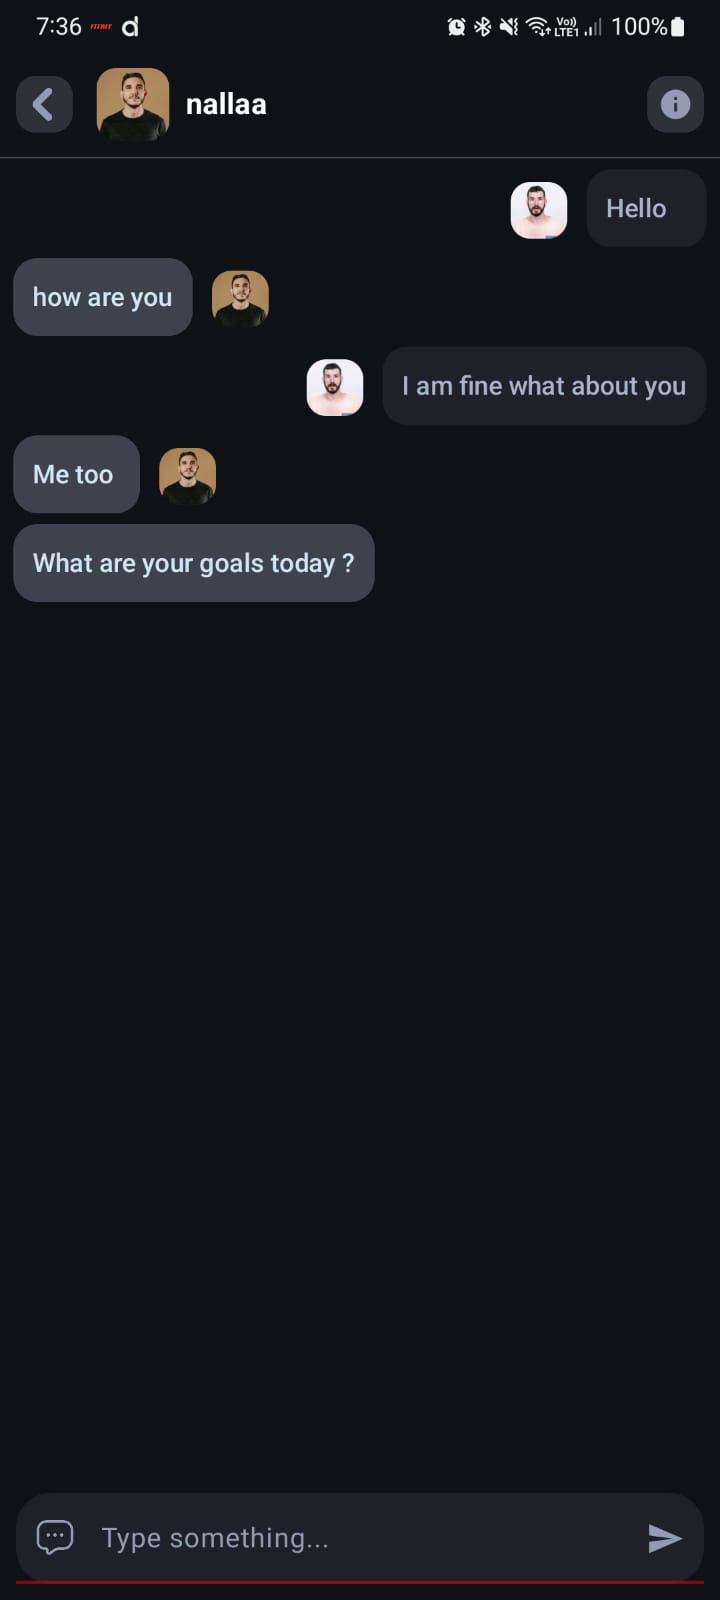 7:36 FITFAT d Vo)) LTE1 100%
nallaa
Hello
how are you
I am fine what about you
Me too
What are your goals today ?
Type something...